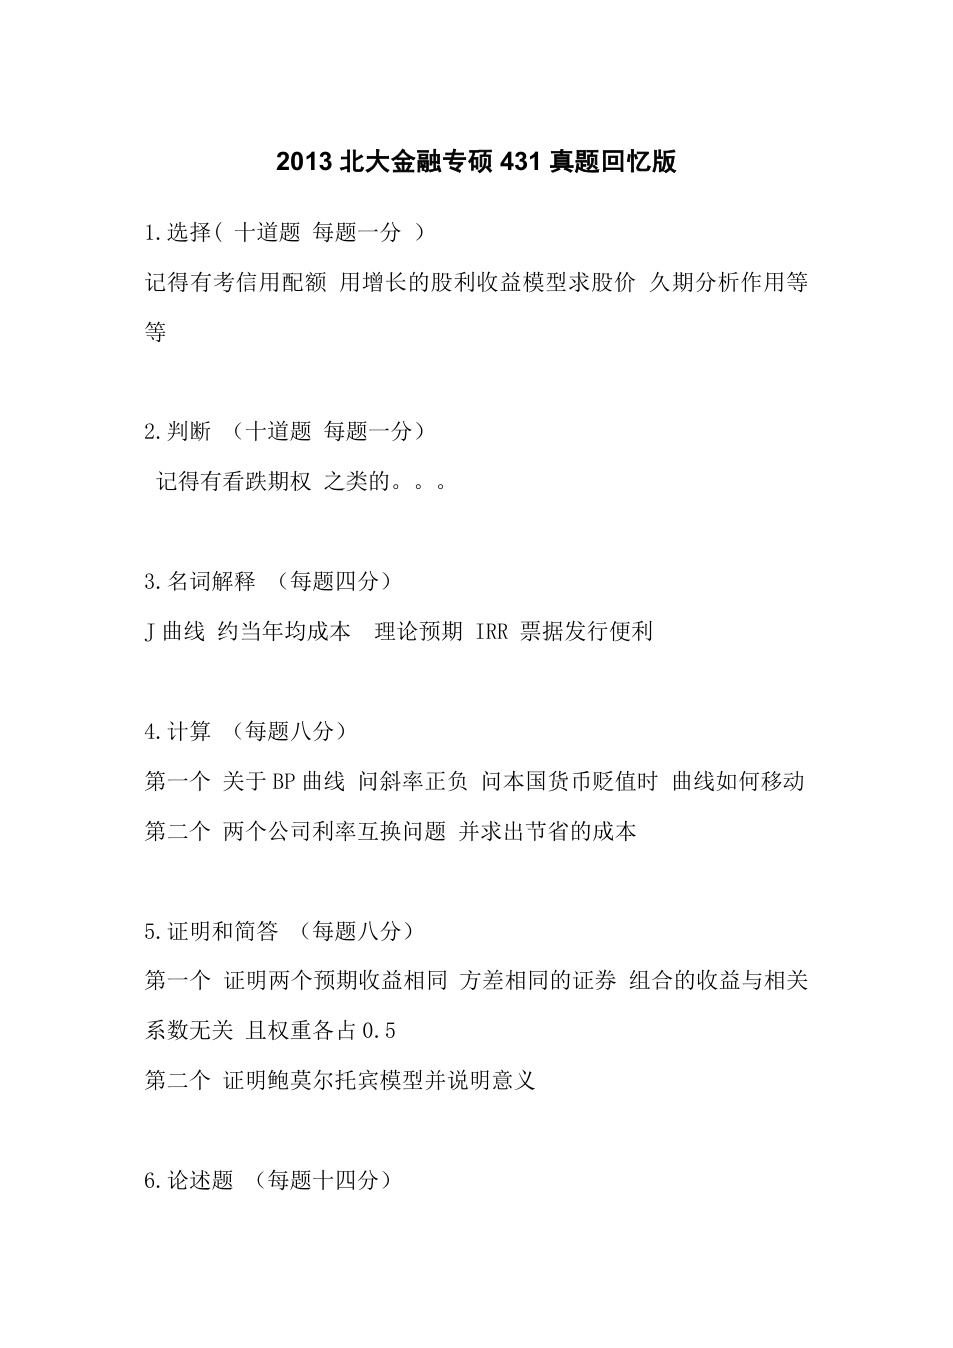 2013 北大金融专硕 431 真题回忆版
1.选择( 十道题 每题一分 ）
记得有考信用配额 用增长的股利收益模型求股价 久期分析作用等
等
2.判断 （十道题 每题一分）
记得有看跌期权 之类的。。。
3.名词解释 （每题四分）
J 曲线 约当年均成本 理论预期 IRR 票据发行便利
4.计算 （每题八分）
第一个 关于 BP 曲线 问斜率正负 问本国货币贬值时 曲线如何移动
第二个 两个公司利率互换问题 并求出节省的成本
5.证明和简答 （每题八分）
第一个 证明两个预期收益相同 方差相同的证券 组合的收益与相关
系数无关 且权重各占 0.5
第二个 证明鲍莫尔托宾模型并说明意义
6.论述题 （每题十四分）